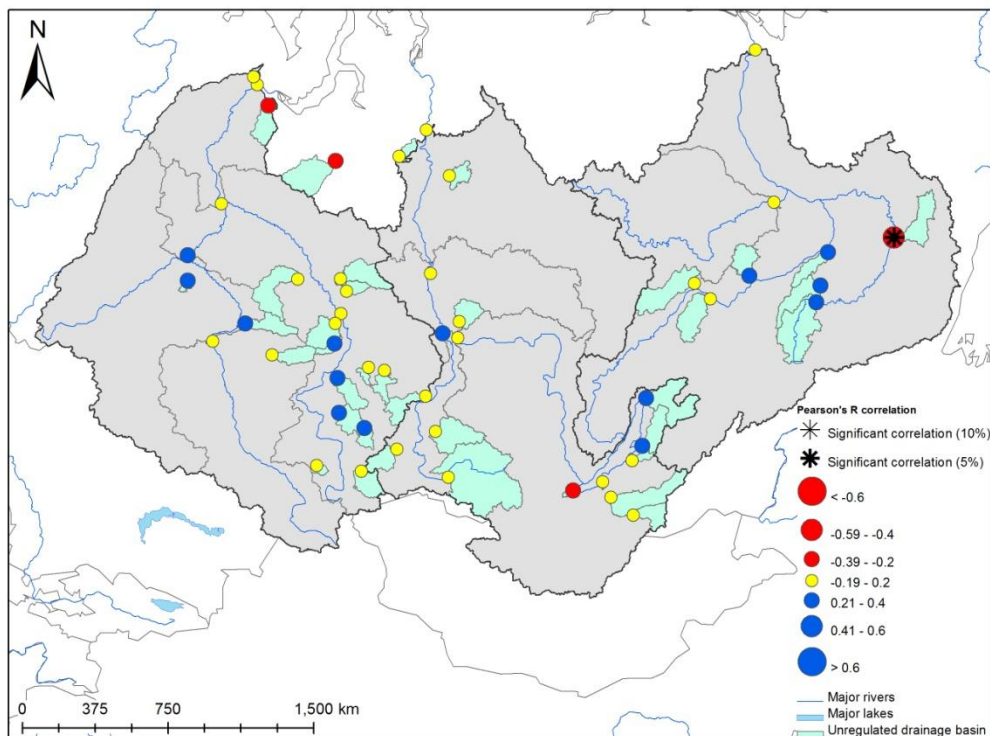 N
Pearson's R correlation
Significant correlation (10%)
Significant correlation (5%)
< -0.6
-0.59 - -0.4
-0.39 - -0.2
-0.19 - 0.2
0.21 - 0.4
0.41 - 0.6
> 0.6
Major rivers
Major lakes
Unregulated drainage basin
0 375 750 1,500 km